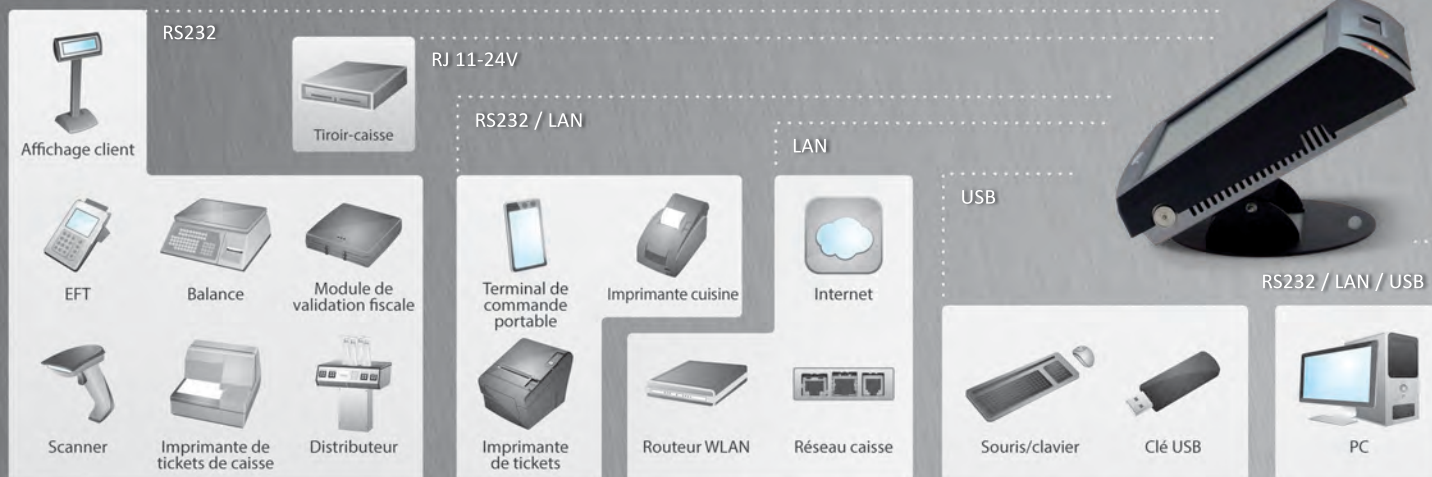 RS232
RJ 11-24V
RS232 / LAN
LAN
USB
RS232 / LAN / USB
Affichage client
Tiroir-caisse
EFT
Balance
Module de
validation fiscale
Scanner
Imprimante de
tickets de caisse
Distributeur
Terminal de
commande
portable
Imprimante cuisine
Imprimante
de tickets
Internet
Routeur WLAN
Réseau caisse
Souris/clavier
Clé USB
PC